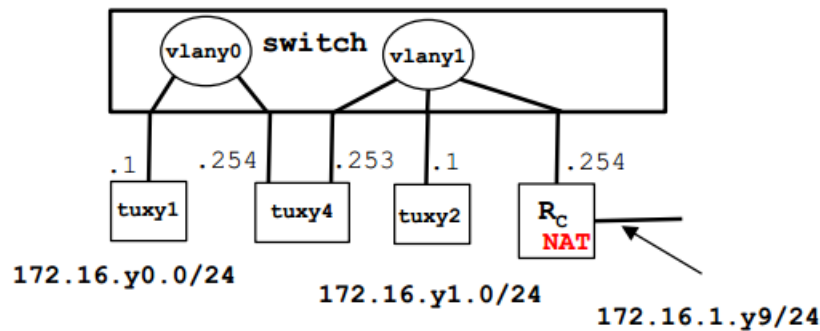 vlany0 switch vlany1
.1 .254 .253 .1 .254
tuxy1 tuxy4 tuxy2 RC
NAT
172.16.y0.0/24 172.16.y1.0/24
172.16.1.y9/24